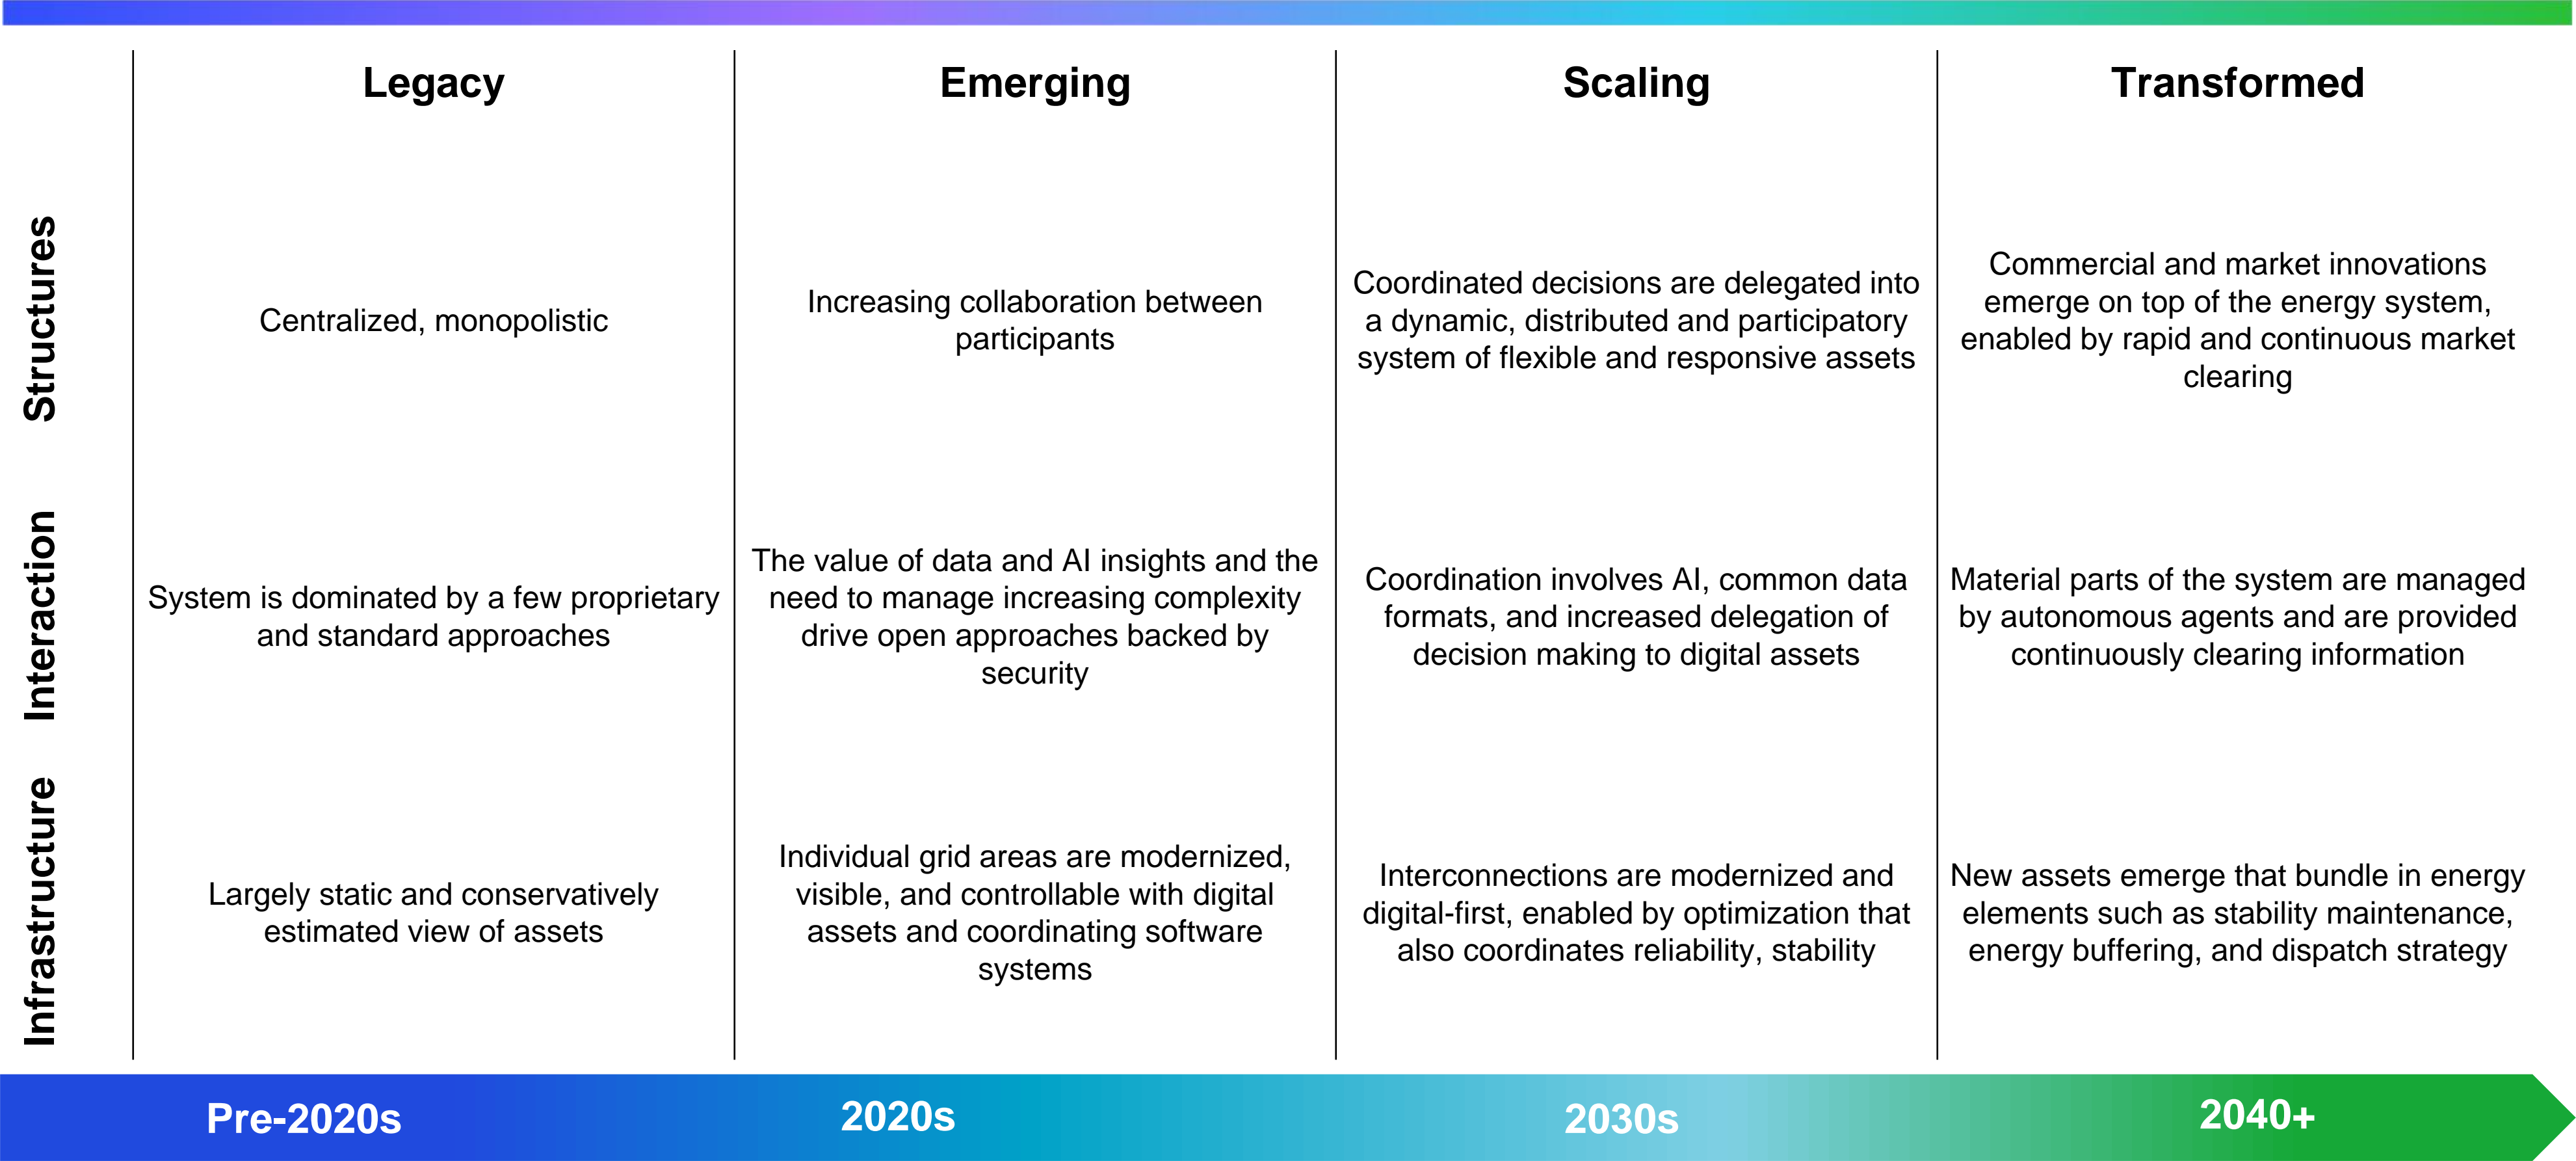 Legacy
Emerging
Scaling
Transformed
Structures
Centralized, monopolistic
Increasing collaboration between
participants
Coordinated decisions are delegated into
a dynamic, distributed and participatory
system of flexible and responsive assets
Commercial and market innovations
emerge on top of the energy system,
enabled by rapid and continuous market
clearing
Interaction
System is dominated by a few proprietary
and standard approaches
The value of data and AI insights and the
need to manage increasing complexity
drive open approaches backed by
security
Coordination involves AI, common data
formats, and increased delegation of
decision making to digital assets
Material parts of the system are managed
by autonomous agents and are provided
continuously clearing information
Infrastructure
Largely static and conservatively
estimated view of assets
Individual grid areas are modernized,
visible, and controllable with digital
assets and coordinating software
systems
Interconnections are modernized and
digital-first, enabled by optimization that
also coordinates reliability, stability
New assets emerge that bundle in energy
elements such as stability maintenance,
energy buffering, and dispatch strategy
Pre-2020s
2020s
2030s
2040+